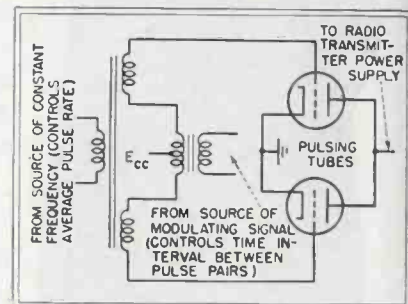 FROM SOURCE OF CONSTANT
FREQUENCY (CONTROLS
AVERAGE PULSE RATE)
Ecc
FROM SOURCE OF
MODULATING SIGNAL
(CONTROLS TIME IN-
TERVAL BETWEEN
PULSE PAIRS)
TO RADIO
TRANSMIT-
TER POWER
SUPPLY
PULSING
TUBES